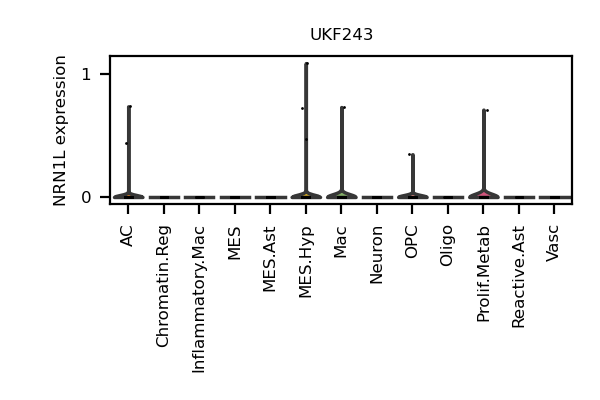 UKF243
NRN1L expression
1
0
AC
Chromatin.Reg
Inflammatory.Mac
MES
MES.Ast
MES.Hyp
Mac
Neuron
OPC
Oligo
Prolif.Metab
Reactive.Ast
Vasc